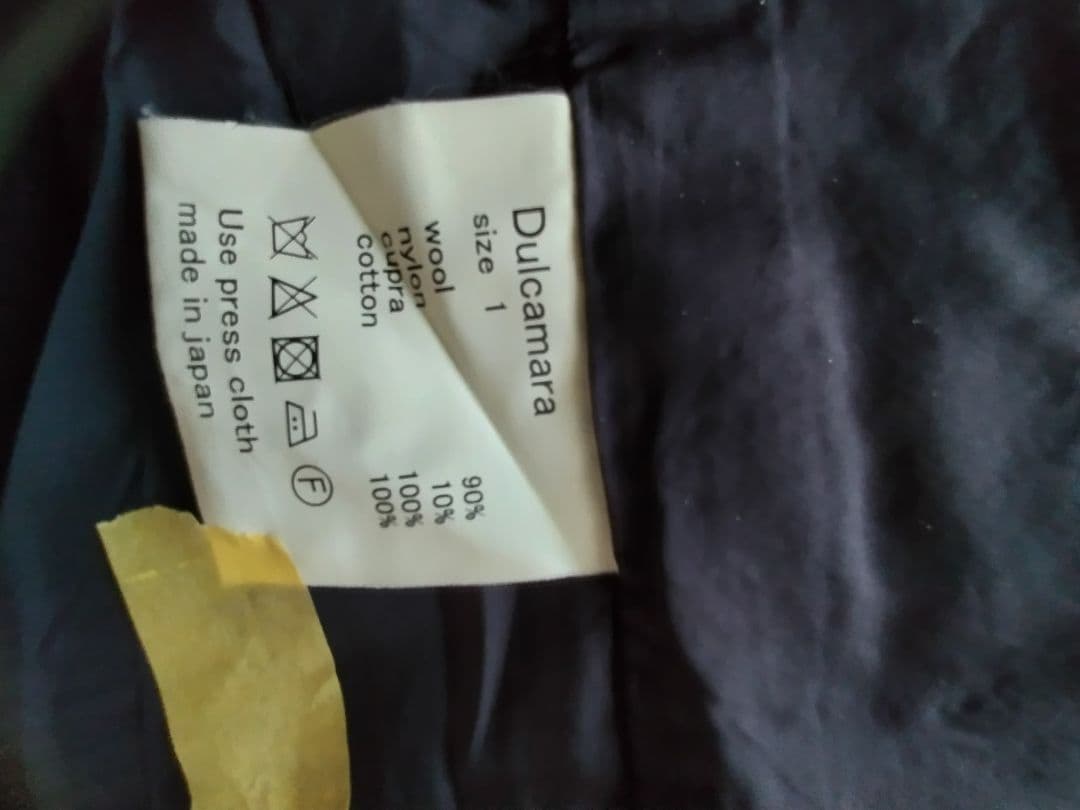 Dulcamara
size 1
wool 90%
nylon 10%
cupra 100%
cotton 100%
F
Use press cloth
made in japan